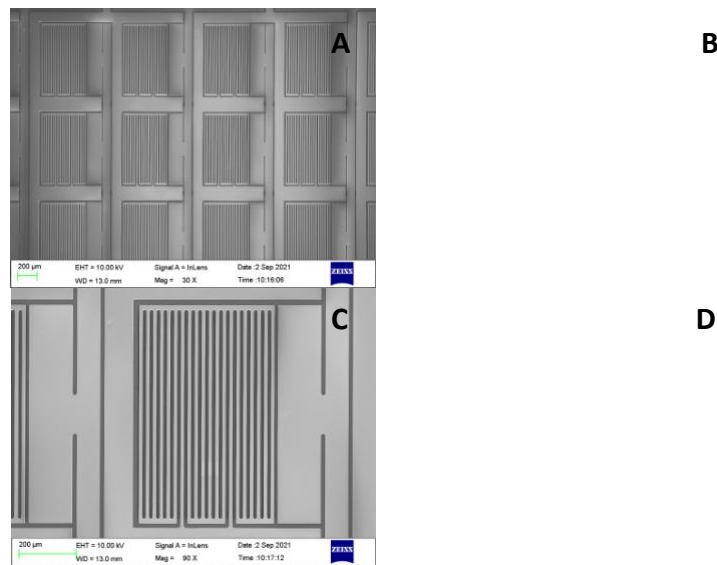 A
B
200 µm
EHT = 10.00 kV
Signal A = InLens
Date :2 Sep 2021
WD = 13.0 mm
Mag = 30 X
Time :10:16:06
ZEISS
C
D
200 µm
EHT = 10.00 kV
Signal A = InLens
Date :2 Sep 2021
WD = 13.0 mm
Mag = 90 X
Time :10:17:12
ZEISS